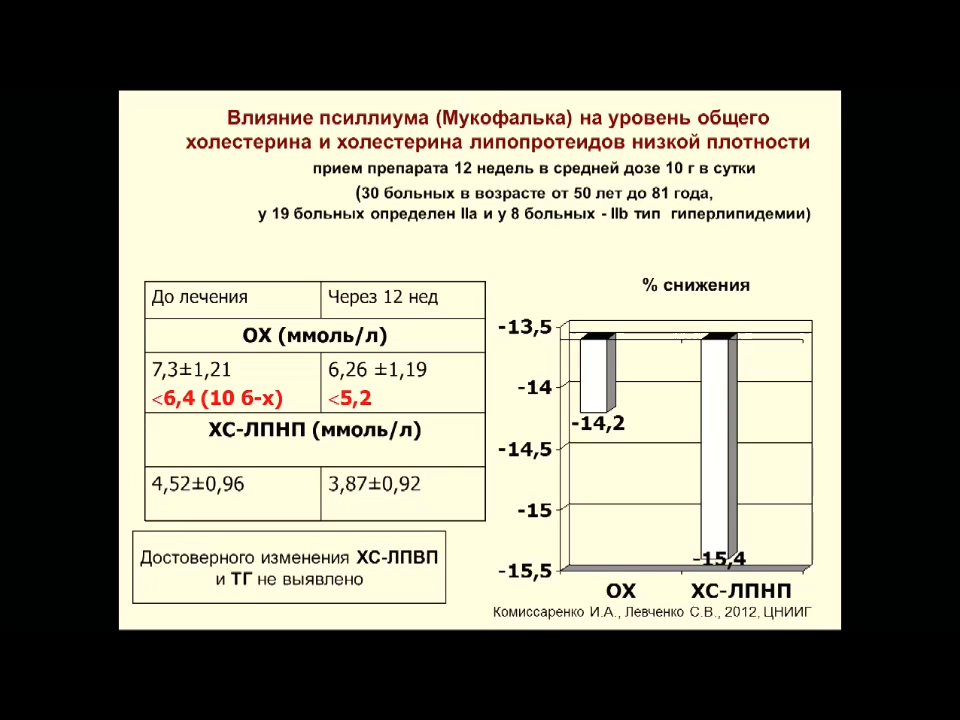 Влияние псиллиума (Мукофалька) на уровень общего
холестерина и холестерина липопротеидов низкой плотности
прием препарата 12 недель в средней дозе 10 г в сутки
(30 больных в возрасте от 50 лет до 81 года,
у 19 больных определен IIa и у 8 больных - IIb тип гиперлипидемии)
До лечения Через 12 нед
ОХ (ммоль/л)
7,3±1,21 6,26 ±1,19
<6,4 (10 б-х) <5,2
ХС-ЛПНП (ммоль/л)
4,52±0,96 3,87±0,92
Достоверного изменения ХС-ЛПВП
и ТГ не выявлено
% снижения
-13,5
-14
-14,2
-14,5
-15
-15,4
-15,5
ОХ ХС-ЛПНП
Комиссаренко И.А., Левченко С.В., 2012, ЦНИИГ